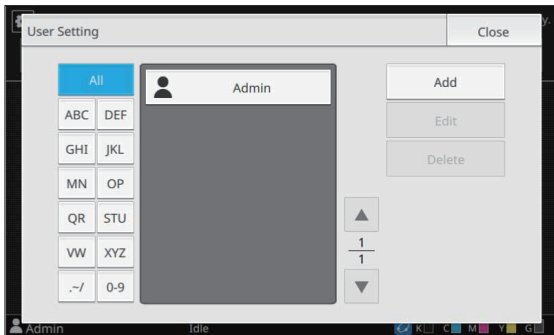 User Setting
Close
All
Admin
Add
ABC DEF
Edit
GHI JKL
Delete
MN OP
QR STU
1
VW XYZ
1
.~/ 0-9
Admin Idle K C M Y G